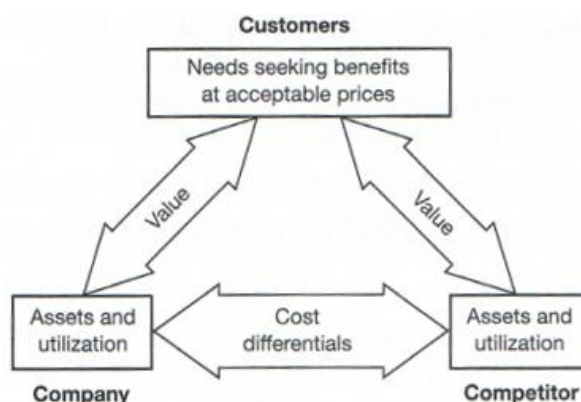 Customers
Needs seeking benefits
at acceptable prices
Value
Value
Assets and
utilization
Cost
differentials
Assets and
utilization
Company
Competitor